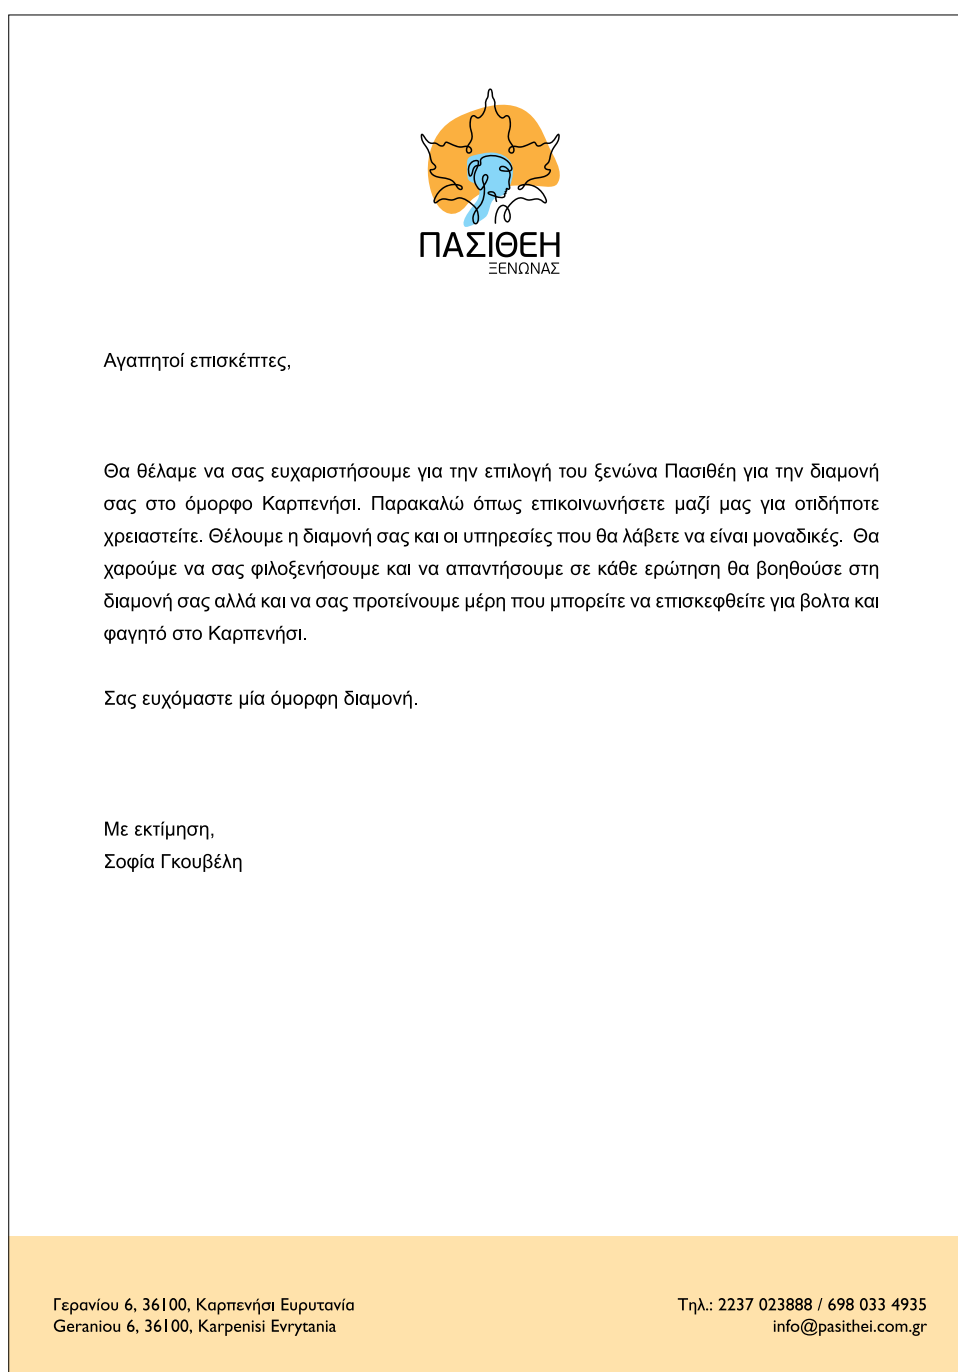 ΠΑΣΙΘΕΗ
ΞΕΝΩΝΑΣ
Αγαπητοί επισκέπτες,
Θα θέλαμε να σας ευχαριστήσουμε για την επιλογή του ξενώνα Πασιθέη για την διαμονή
σας στο όμορφο Καρπενήσι. Παρακαλώ όπως επικοινωνήσετε μαζί μας για οτιδήποτε
χρειαστείτε. Θέλουμε η διαμονή σας και οι υπηρεσίες που θα λάβετε να είναι μοναδικές. Θα
χαρούμε να σας φιλοξενήσουμε και να απαντήσουμε σε κάθε ερώτηση θα βοηθούσε στη
διαμονή σας αλλά και να σας προτείνουμε μέρη που μπορείτε να επισκεφθείτε για βολτα και
φαγητό στο Καρπενήσι.
Σας ευχόμαστε μία όμορφη διαμονή.
Με εκτίμηση,
Σοφία Γκουβέλη
Γερανίου 6, 36100, Καρπενήσι Ευρυτανία
Geraniou 6, 36100, Karpenisi Evrytania
Τηλ.: 2237 023888 / 698 033 4935
info@pasithei.com.gr